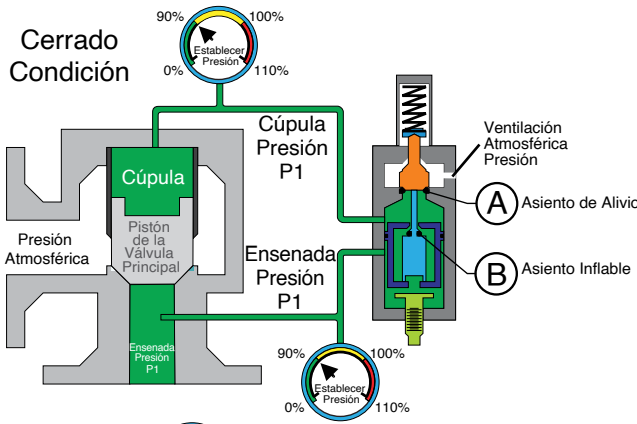 Cerrado
Condición
90%
100%
Establecer
Presión
0%
110%
Cúpula
Presión
P1
Ventilación
Atmosférica
Presión
A
Asiento de Alivio
Cúpula
Pistón
de la
Válvula
Principal
Presión
Atmosférica
Ensenada
Presión
P1
B
Asiento Inflable
Ensenada
Presión
P1
90%
100%
Establecer
Presión
0%
110%